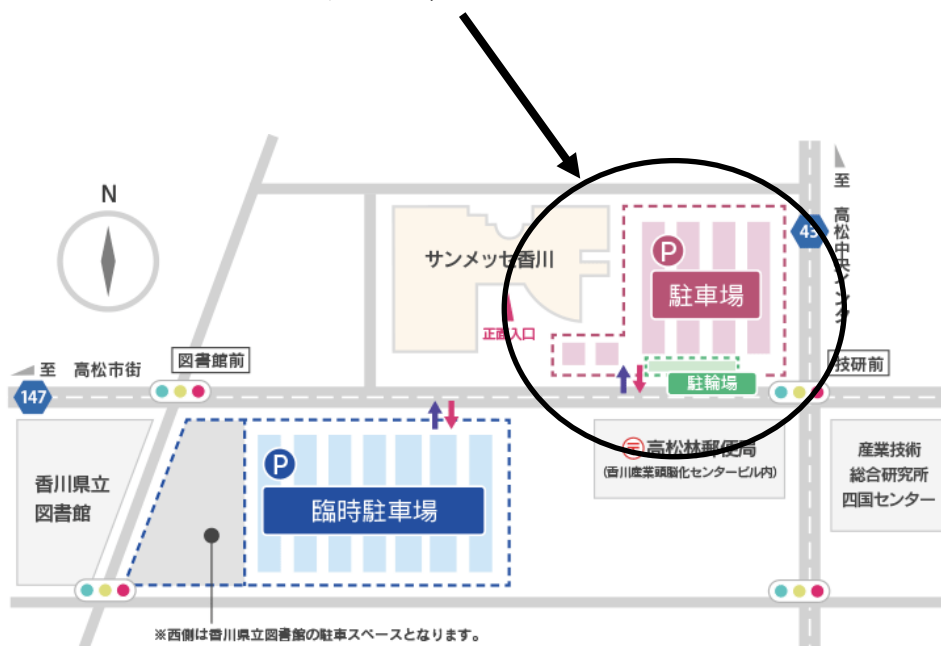 N
至
高松中央インタ
サンメッセ香川
P
駐車場
正面入口
図書館前
至 高松市街
147
技研前
駐輪場
〒高松林郵便局
(香川産業頭脳化センタービル内)
産業技術
総合研究所
四国センター
香川県立
図書館
P
臨時駐車場
※西側は香川県立図書館の駐車スペースとなります。